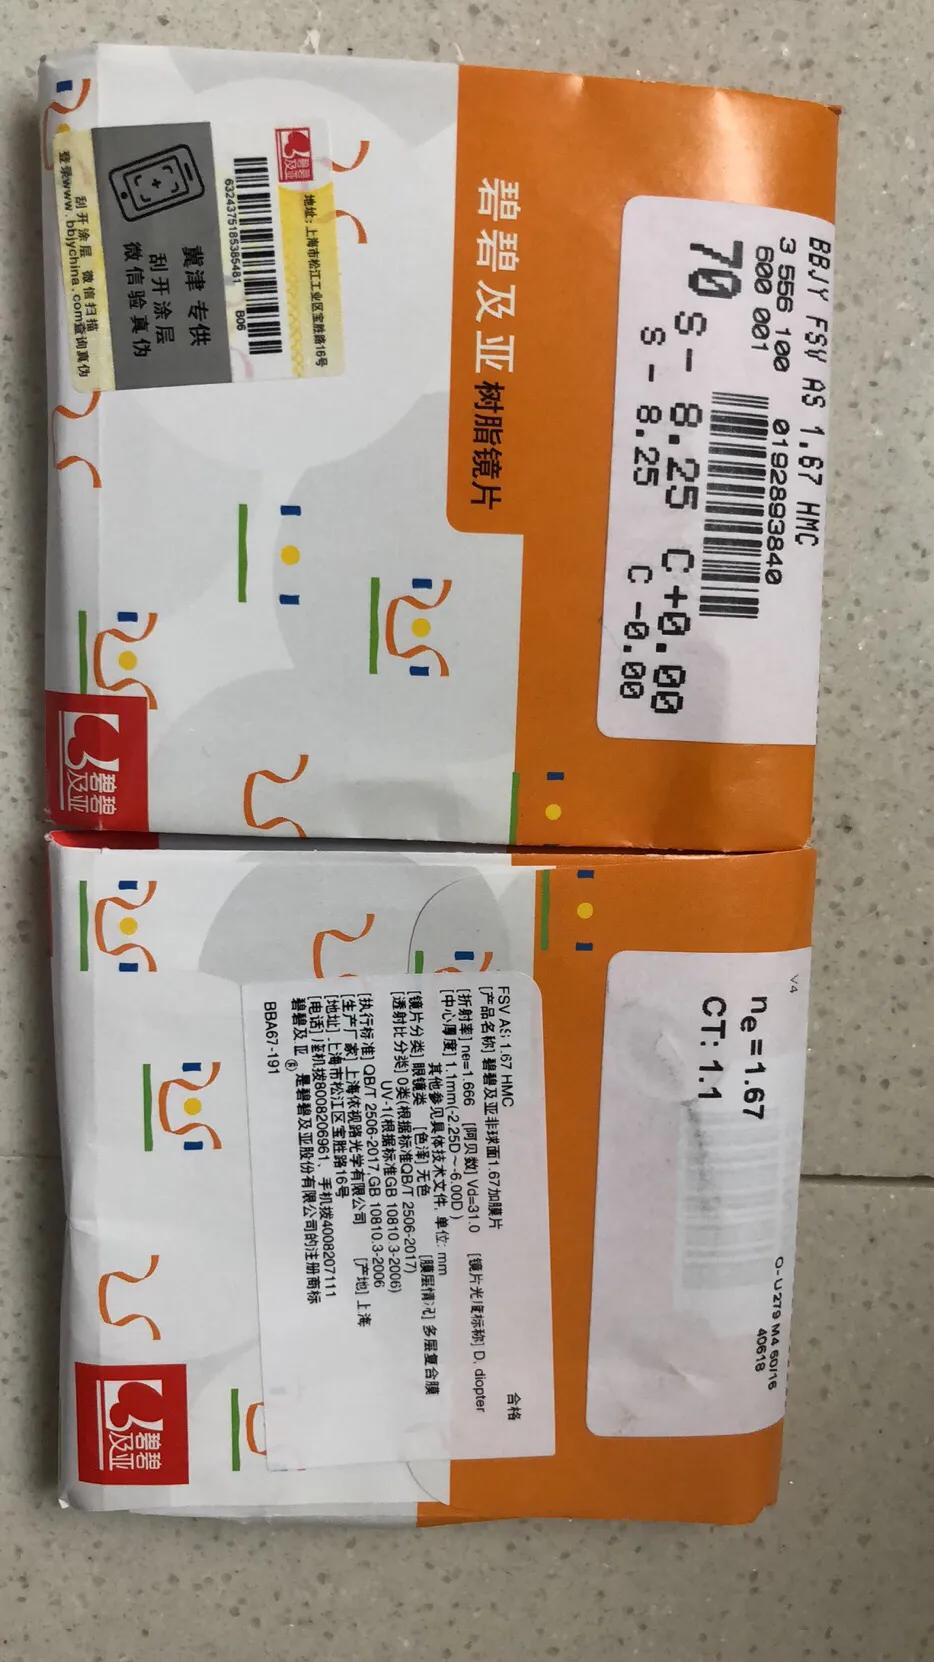 BBJY FSV AS 1.67 HMC
3 556 100 0192893840
600 001
70 S- 8.25 C+0.00
S- 8.25 C-0.00
碧碧及亚树脂镜片
碧碧及亚
地址：上海市松江工业区宝胜路16号
6324375185385481 B06
冀津 专供
刮开涂层
微信验真伪
刮开涂层 微信扫描
登录www.bbjychina.com查询真伪
碧碧及亚
V4
ne=1.67
CT: 1.1
O-U279 M4 60/16
40618
FSV AS 1.67 HMC
合格
[产品名称] 碧碧及亚非球面1.67加膜片
[折射率] ne=1.666 [阿贝数] Vd=31.0 [镜片光度标称] D, diopter
[中心厚度] 1.1mm(-2.25D～-6.00D)
其他参见具体技术文件, 单位: mm
[镜片分类] 眼镜类 [色泽] 无色 [膜层情况] 多层复合膜
[透射比分类] 0类(根据标准QB/T 2506-2017)
UV-1(根据标准GB 10810.3-2006)
[执行标准] QB/T 2506-2017,GB 10810.3-2006
[生产厂家] 上海依视路光学有限公司 [产地] 上海
[地址] 上海市松江区宝胜路16号
[电话] 座机拨8008206961、手机拨4008207111
碧碧及亚®是碧碧及亚股份有限公司的注册商标
BBA67-191
碧碧及亚